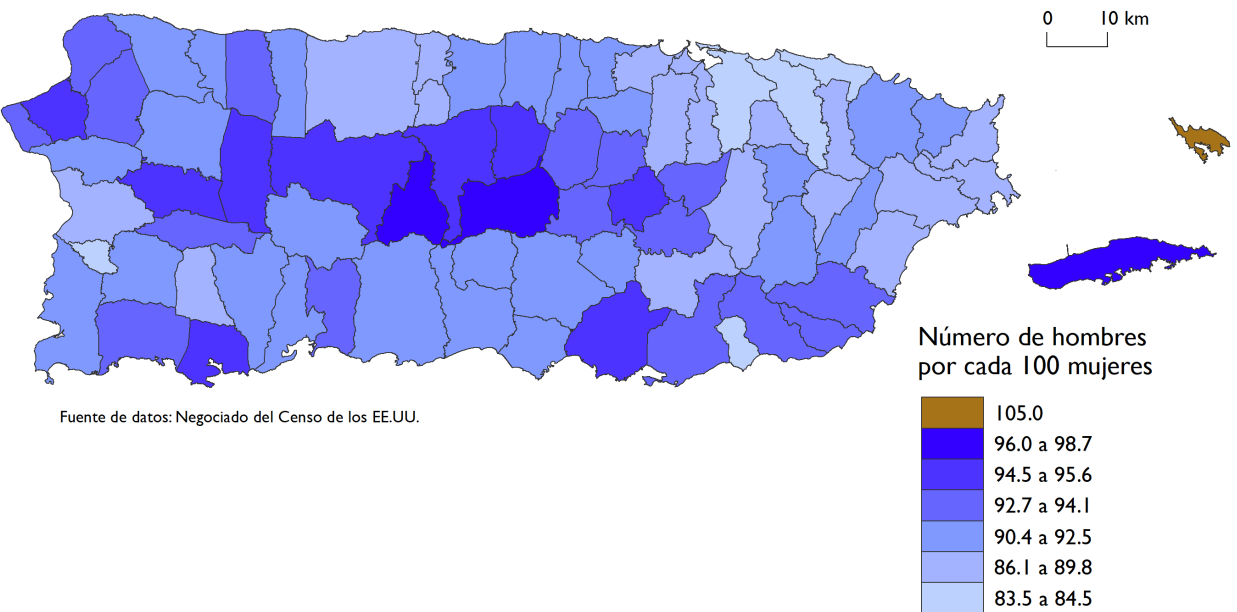 0 10 km
Número de hombres
por cada 100 mujeres
105.0
96.0 a 98.7
94.5 a 95.6
92.7 a 94.1
90.4 a 92.5
86.1 a 89.8
83.5 a 84.5
Fuente de datos: Negociado del Censo de los EE.UU.